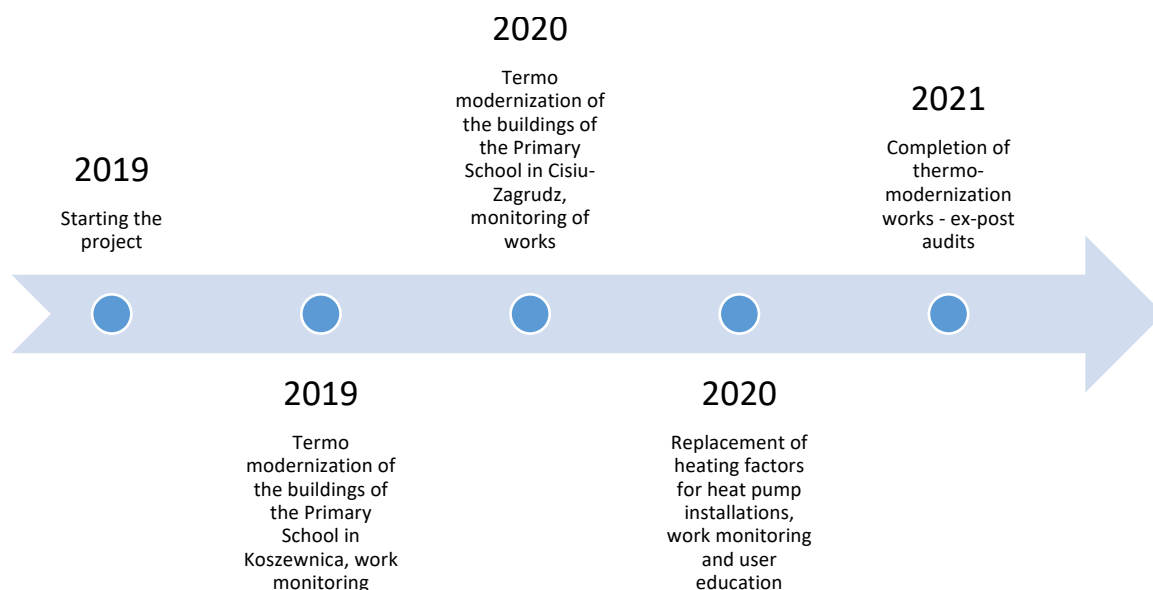 2019
Starting the
project
2019
Termo
modernization of
the buildings of
the Primary
School in
Koszewnica, work
monitoring
2020
Termo
modernization of
the buildings of
the Primary
School in Cisiu-
Zagrudz,
monitoring of
works
2020
Replacement of
heating factors
for heat pump
installations,
work monitoring
and user
education
2021
Completion of
thermo-
modernization
works - ex-post
audits